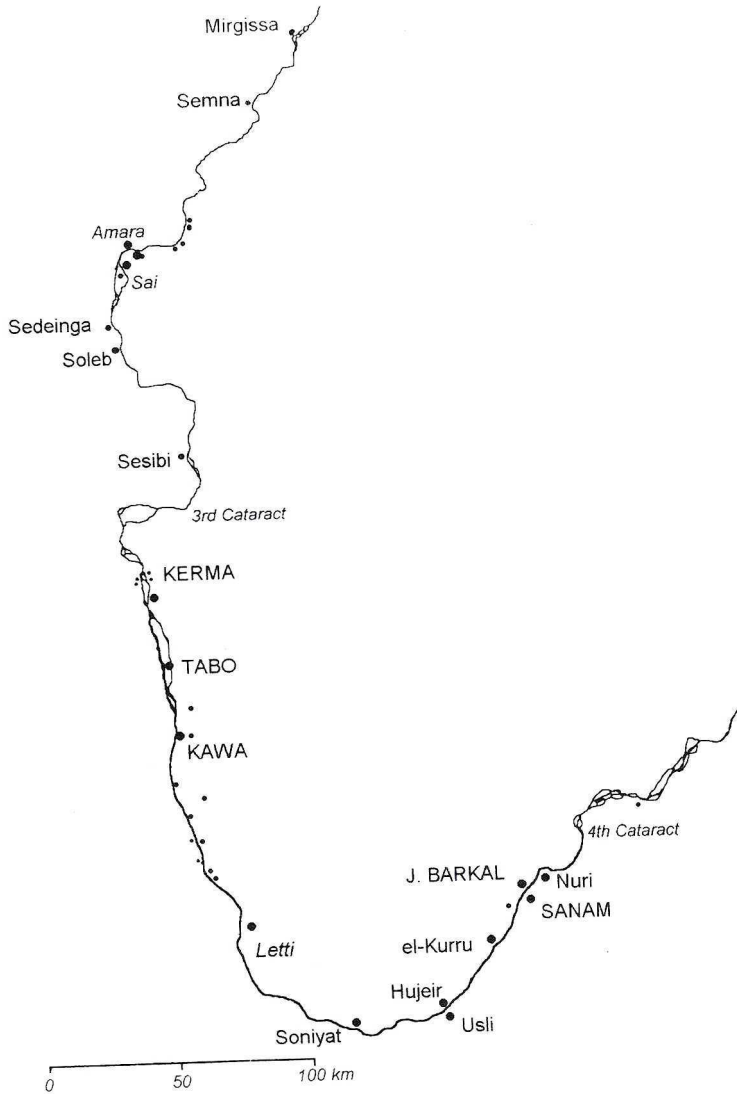 Mirgissa
Semna
Amara
Sai
Sedeinga
Soleb
Sesibi
3rd Cataract
KERMA
TABO
KAWA
4th Cataract
J. BARKAL
Nuri
SANAM
Letti
el-Kurru
Hujeir
Usli
Soniyat
0 50 100 km